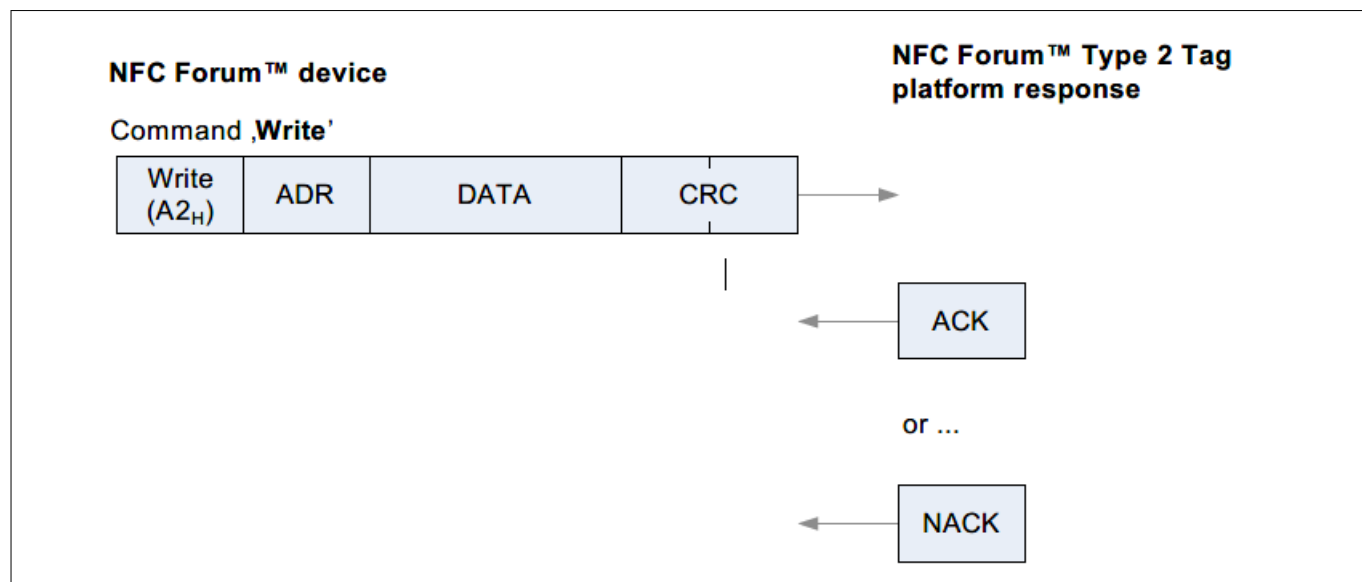 NFC Forum™ device
NFC Forum™ Type 2 Tag
platform response
Command ‚Write’
Write
(A2H)
ADR
DATA
CRC
ACK
or ...
NACK